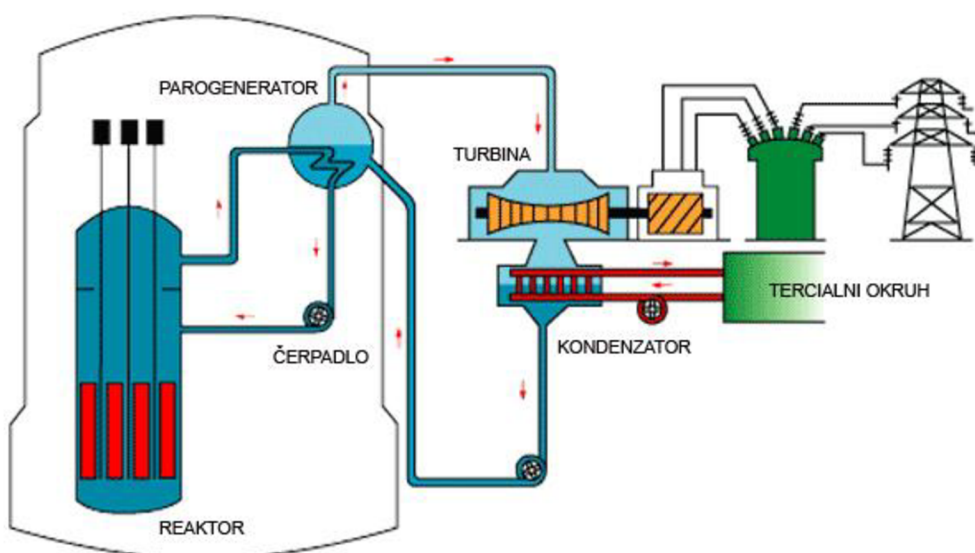 PAROGENERATOR
TURBINA
TERCIALNI OKRUH
KONDENZATOR
ČERPADLO
REAKTOR